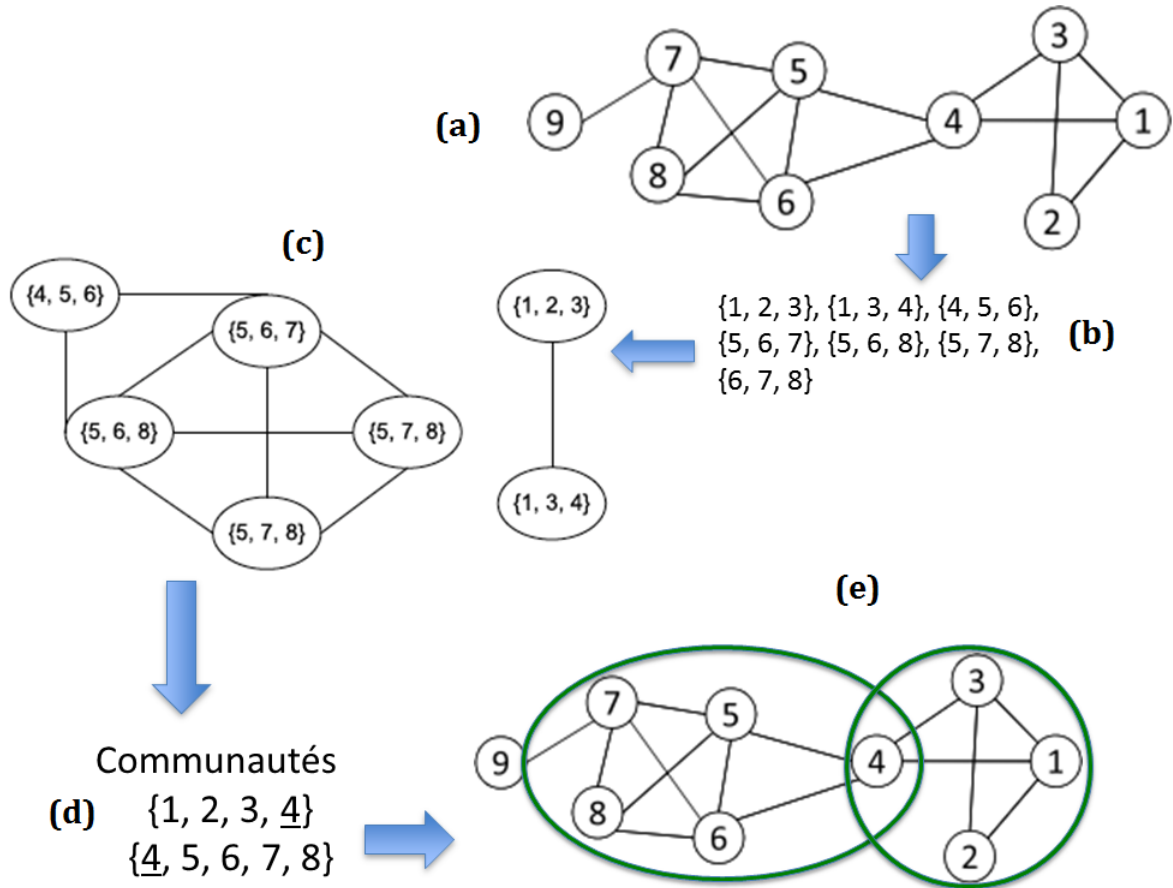 (a)
9
7
5
8
6
4
3
1
2
(b)
{1, 2, 3}, {1, 3, 4}, {4, 5, 6},
{5, 6, 7}, {5, 6, 8}, {5, 7, 8},
{6, 7, 8}
(c)
{4, 5, 6}
{5, 6, 7}
{5, 6, 8}
{5, 7, 8}
{5, 7, 8}
{1, 2, 3}
{1, 3, 4}
(d)
Communautés
{1, 2, 3, 4}
{4, 5, 6, 7, 8}
(e)
9
7
5
8
6
4
3
1
2